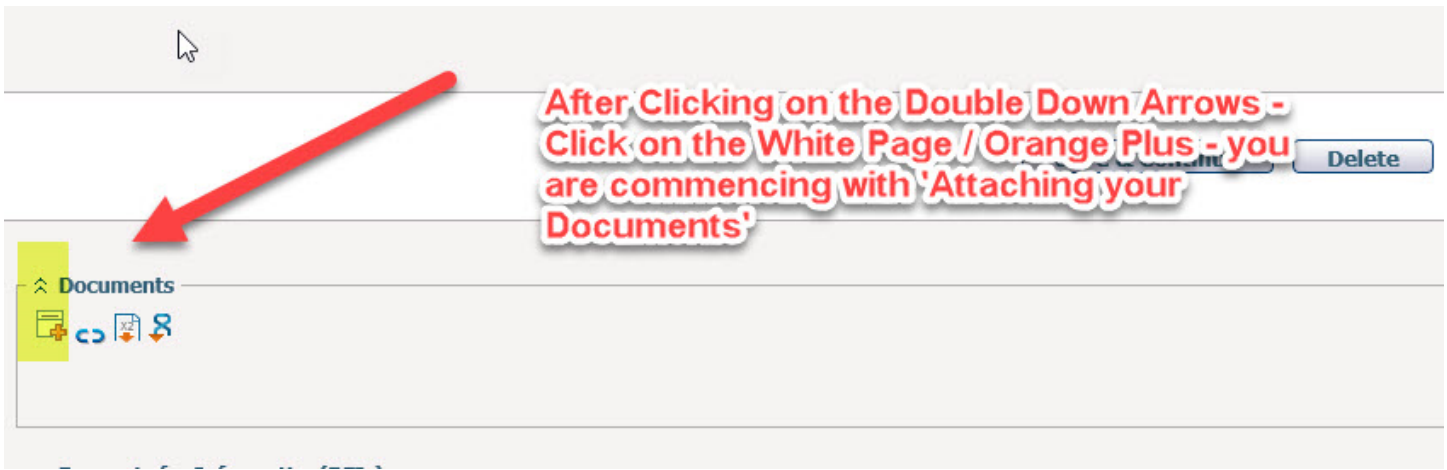 After Clicking on the Double Down Arrows -
Click on the White Page / Orange Plus - you
Delete
are commencing with 'Attaching your
Documents'
Documents
x2